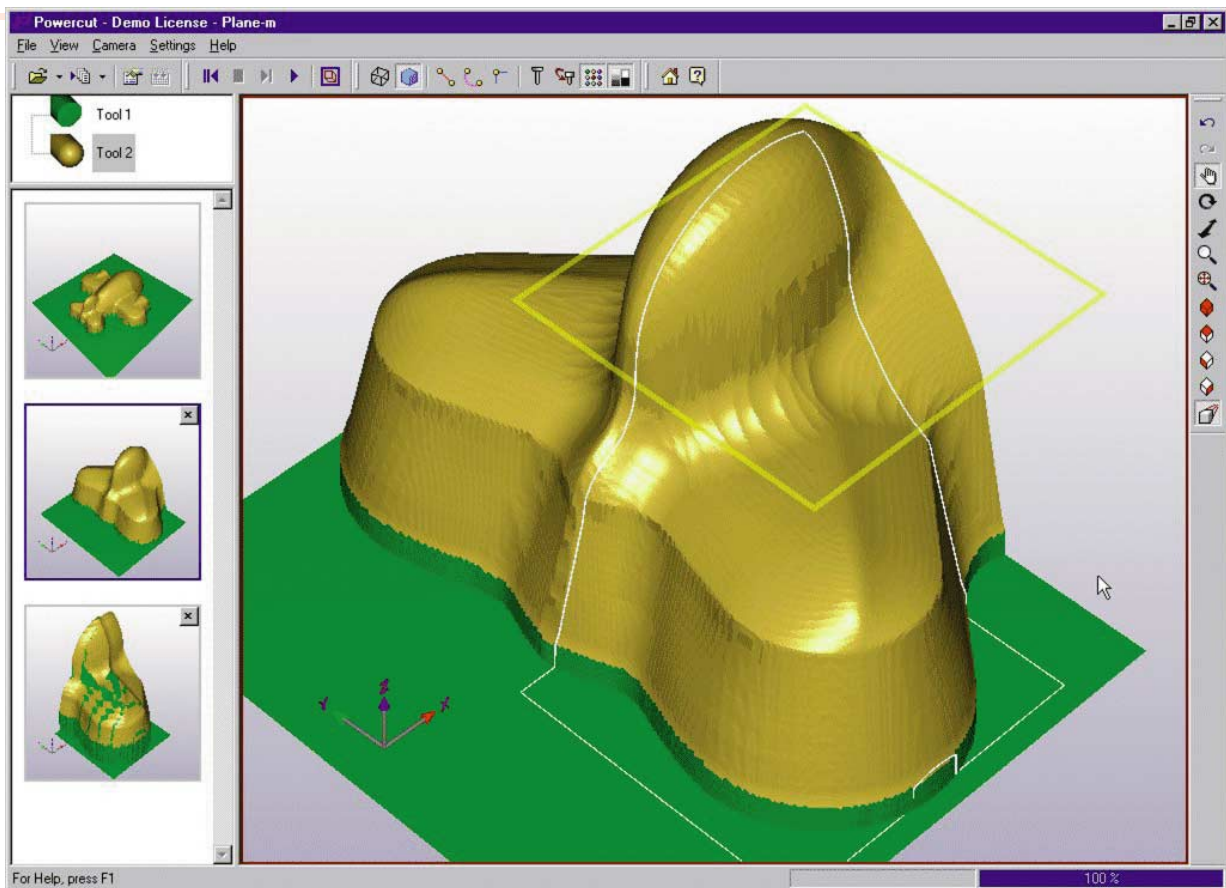 Powercut - Demo License - Plane-m
File View Camera Settings Help
Tool 1
Tool 2
Y Z X
For Help, press F1
100 %